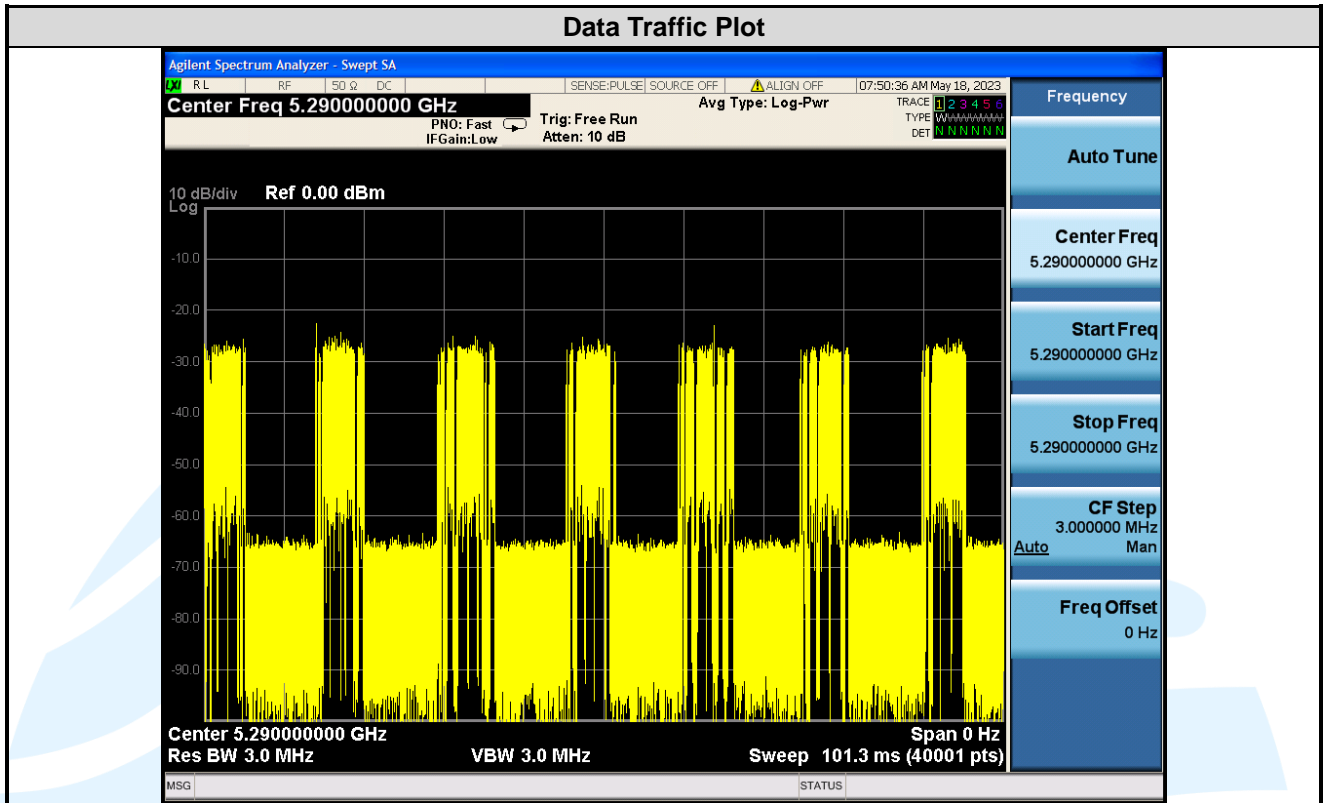 Data Traffic Plot
Agilent Spectrum Analyzer - Swept SA
LXI RL RF 50 Ω DC SENSE:PULSE SOURCE OFF ALIGN OFF 07:50:36 AM May 18, 2023
Center Freq 5.290000000 GHz
Avg Type: Log-Pwr
TRACE 1 2 3 4 5 6
PNO: Fast
Trig: Free Run
TYPE
IFGain:Low
Atten: 10 dB
DET N N N N N N
10 dB/div Ref 0.00 dBm
Log
-10.0
-20.0
-30.0
-40.0
-50.0
-60.0
-70.0
-80.0
-90.0
Center 5.290000000 GHz
Span 0 Hz
Res BW 3.0 MHz
VBW 3.0 MHz
Sweep 101.3 ms (40001 pts)
MSG
STATUS
Frequency
Auto Tune
Center Freq
5.290000000 GHz
Start Freq
5.290000000 GHz
Stop Freq
5.290000000 GHz
CF Step
3.000000 MHz
Auto Man
Freq Offset
0 Hz